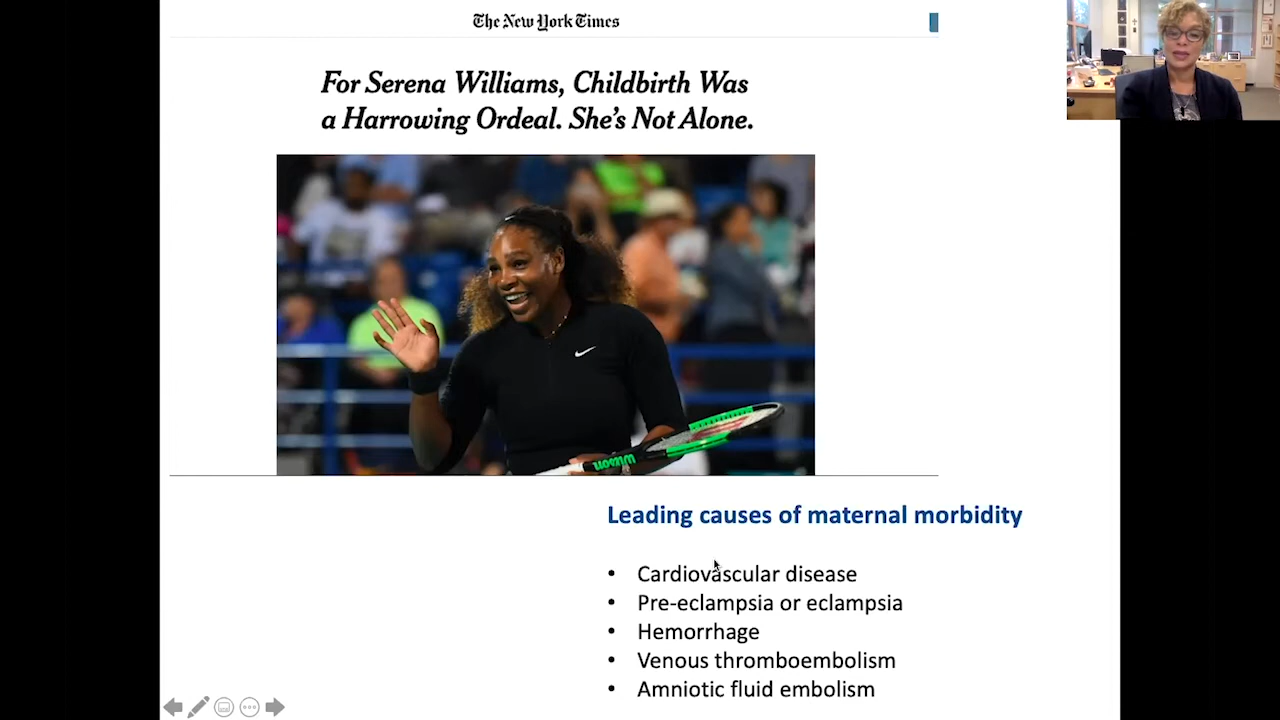 The New York Times
For Serena Williams, Childbirth Was
a Harrowing Ordeal. She's Not Alone.
wilson
Leading causes of maternal morbidity
• Cardiovascular disease
• Pre-eclampsia or eclampsia
• Hemorrhage
• Venous thromboembolism
• Amniotic fluid embolism